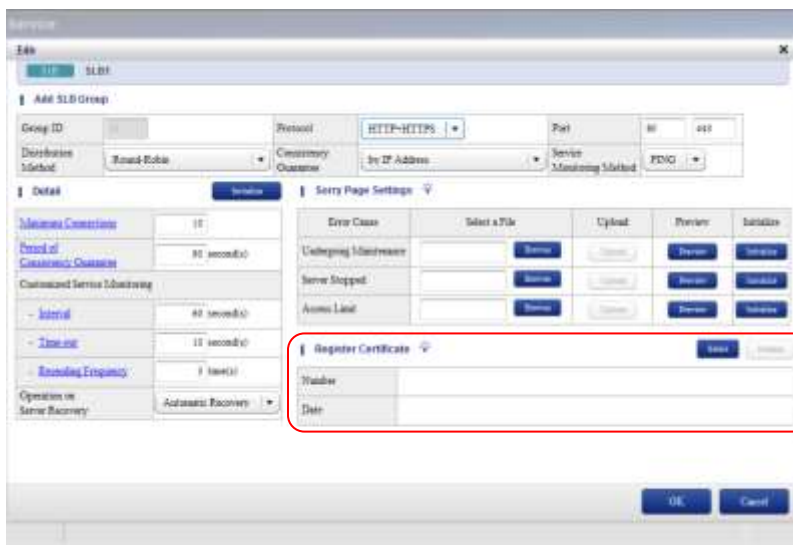 Service
Edit
SLB SLB1
Add SLB Group
Group ID Protocol HTTP+HTTPS Port 80 443
Distribution Method Round-Robin Consistency Guarantee by IP Address Service Monitoring Method PING
Detail Initialize
Maximum Connections 10
Period of Consistency Guarantee second(s)
Customized Service Monitoring
- Interval 60 second(s)
- Time out 10 second(s)
- Resending Frequency 3 time(s)
Operation on Server Recovery Automatic Recovery
Sorry Page Settings
Error Cause Select a File Upload Preview Initialize
Undergoing Maintenance Browse Upload Preview Initialize
Server Stopped Browse Upload Preview Initialize
Access Limit Browse Upload Preview Initialize
Register Certificate Select
Number
Date
OK Cancel